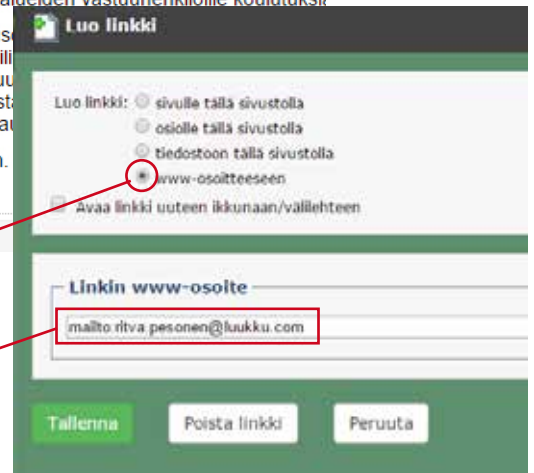 Luo linkki
Luo linkki: sivulle tällä sivustolla
osiolle tällä sivustolla
tiedostoon tällä sivustolla
www-osoitteeseen
Avaa linkki uuteen ikkunaan/välilehteen
Linkin www-osoite
mailto:ritva.pesonen@luukku.com
Tallenna
Poista linkki
Peruuta